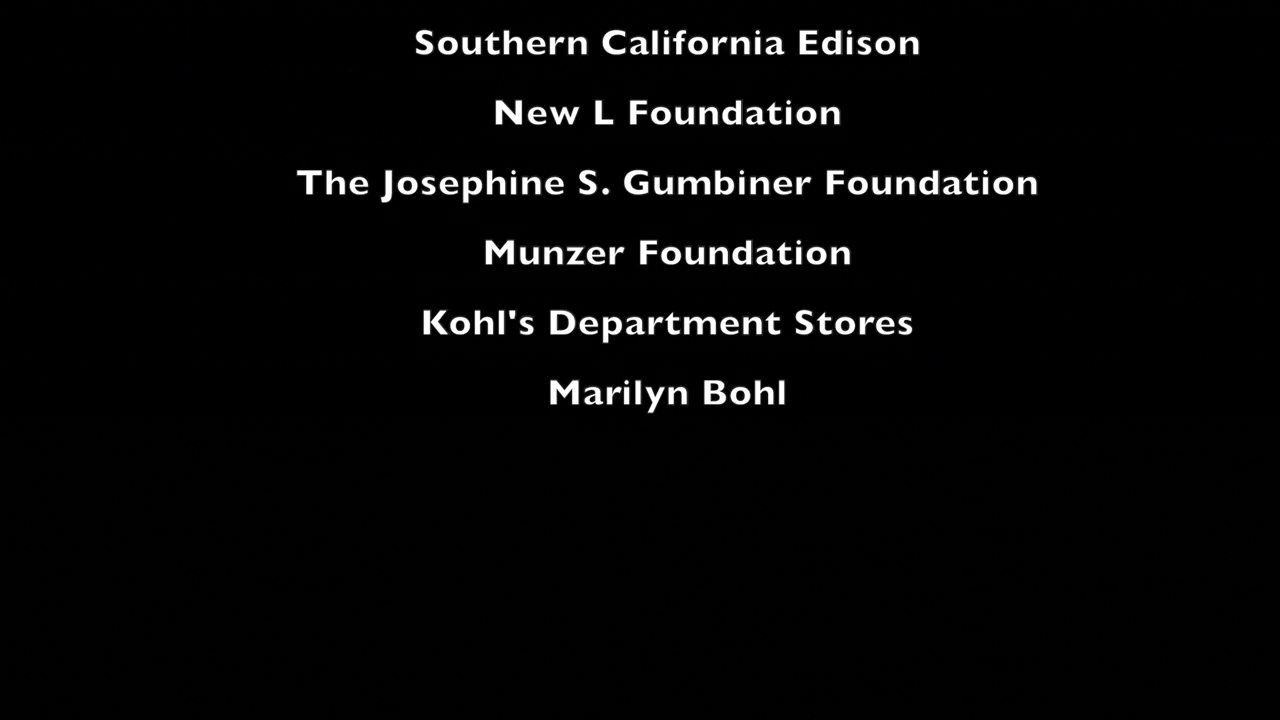 Southern California Edison
New L Foundation
The Josephine S. Gumbiner Foundation
Munzer Foundation
Kohl's Department Stores
Marilyn Bohl